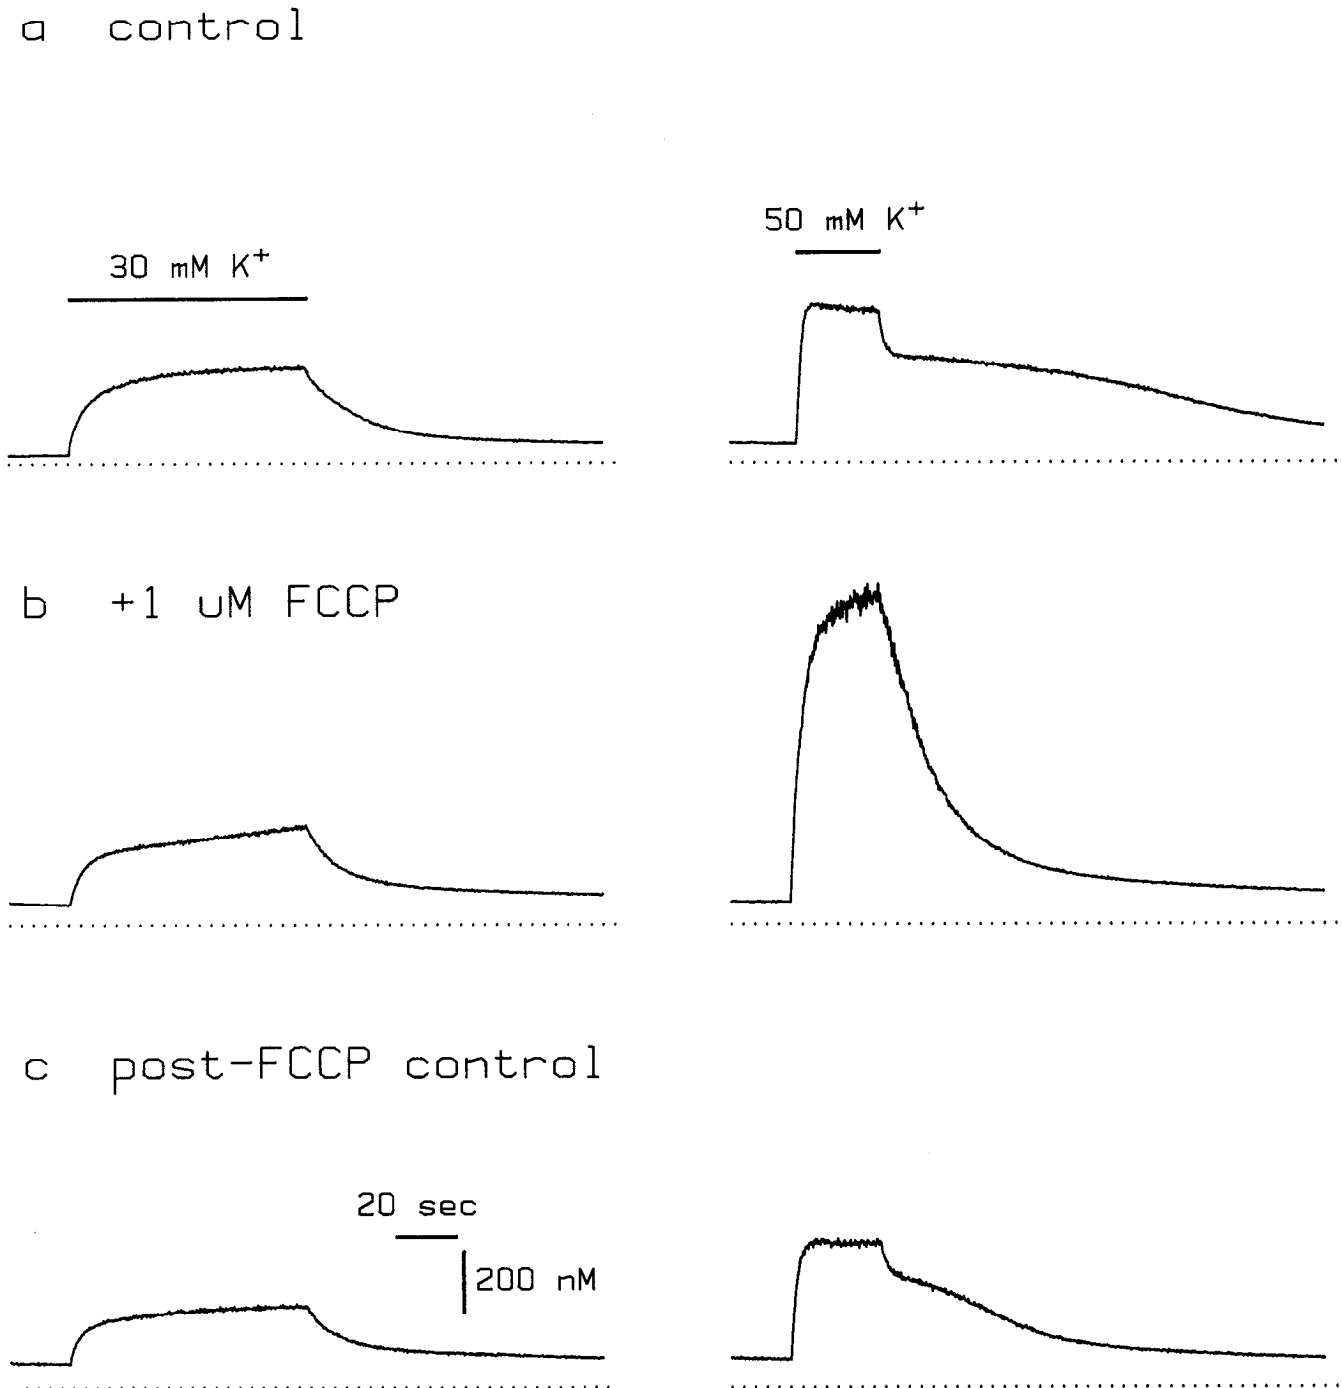 a control
50 mM K⁺
30 mM K⁺
b +1 uM FCCP
c post-FCCP control
20 sec
200 nM